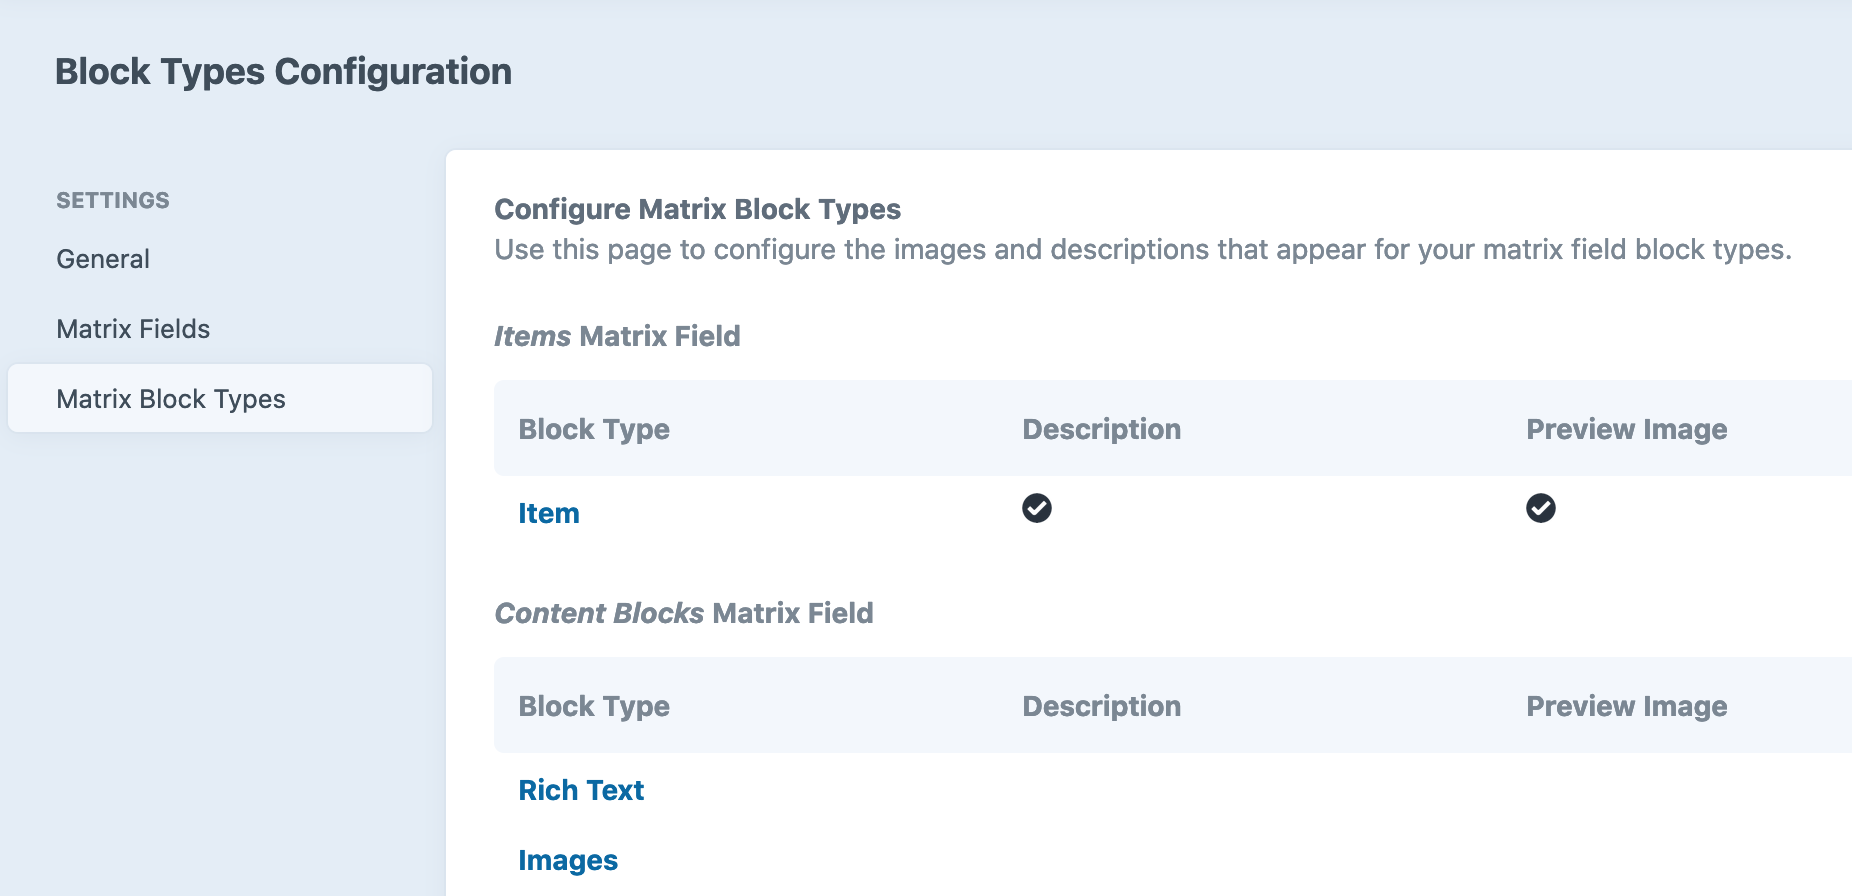 Block Types Configuration
SETTINGS
General
Matrix Fields
Matrix Block Types
Configure Matrix Block Types
Use this page to configure the images and descriptions that appear for your matrix field block types.
Items Matrix Field
Block Type Description Preview Image
Item
Content Blocks Matrix Field
Block Type Description Preview Image
Rich Text
Images